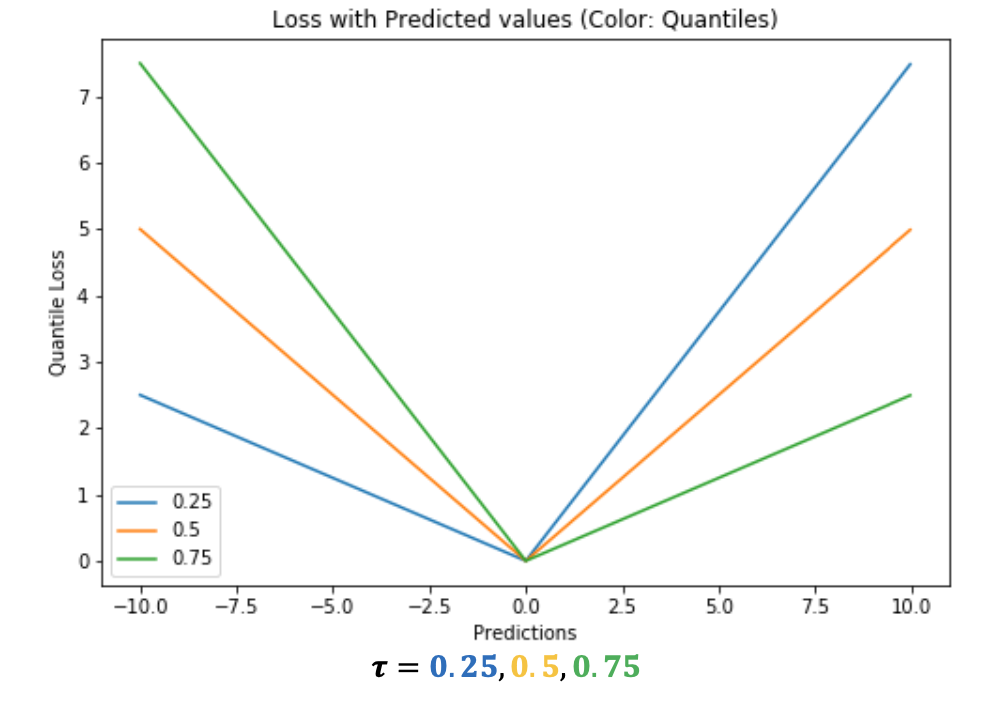 Loss with Predicted values (Color: Quantiles)
Quantile Loss
7
6
5
4
3
2
1
0
0.25
0.5
0.75
−10.0 −7.5 −5.0 −2.5 0.0 2.5 5.0 7.5 10.0
Predictions
τ = 0.25, 0.5, 0.75